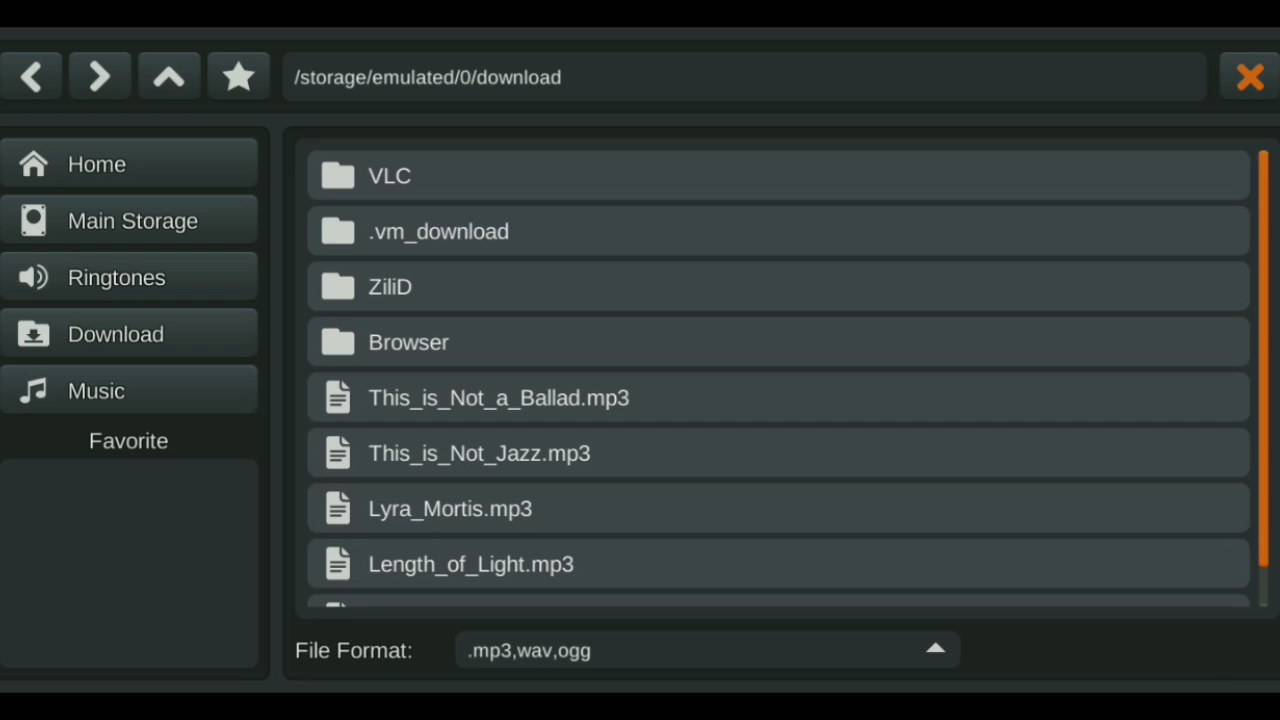 /storage/emulated/0/download
Home
Main Storage
Ringtones
Download
Music
Favorite
VLC
.vm_download
ZiliD
Browser
This_is_Not_a_Ballad.mp3
This_is_Not_Jazz.mp3
Lyra_Mortis.mp3
Length_of_Light.mp3
File Format: .mp3,wav,ogg